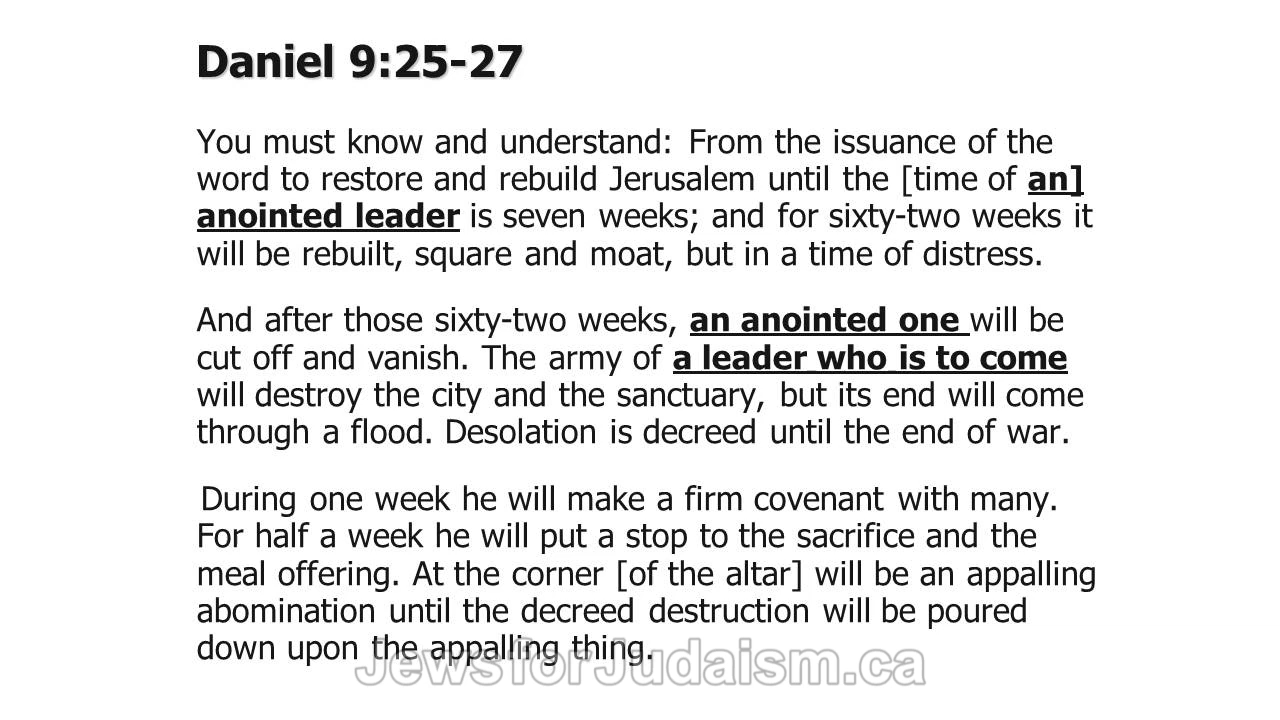 Daniel 9:25-27
You must know and understand: From the issuance of the
word to restore and rebuild Jerusalem until the [time of an]
anointed leader is seven weeks; and for sixty-two weeks it
will be rebuilt, square and moat, but in a time of distress.
And after those sixty-two weeks, an anointed one will be
cut off and vanish. The army of a leader who is to come
will destroy the city and the sanctuary, but its end will come
through a flood. Desolation is decreed until the end of war.
During one week he will make a firm covenant with many.
For half a week he will put a stop to the sacrifice and the
meal offering. At the corner [of the altar] will be an appalling
abomination until the decreed destruction will be poured
down upon the appalling thing.
JewsforJudaism.ca